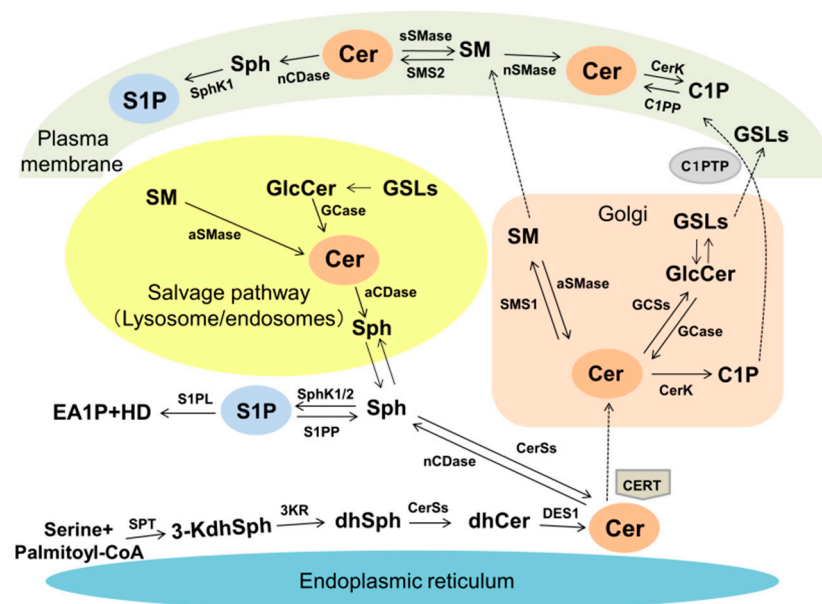 sSMase
Cer
SM
Sph
nCDase
SMS2
nSMase
Cer
CerK
C1P
C1PP
SphK1
S1P
GSLs
Plasma
membrane
C1PTP
SM
GlcCer
GSLs
GCase
aSMase
Cer
aCDase
Salvage pathway
(Lysosome/endosomes)
Sph
Golgi
GSLs
SM
GlcCer
aSMase
SMS1
GCSs
GCase
Cer
CerK
C1P
EA1P+HD
S1PL
S1P
SphK1/2
S1PP
Sph
CerSs
nCDase
CERT
Serine+
Palmitoyl-CoA
SPT
3-KdhSph
3KR
dhSph
CerSs
dhCer
DES1
Cer
Endoplasmic reticulum